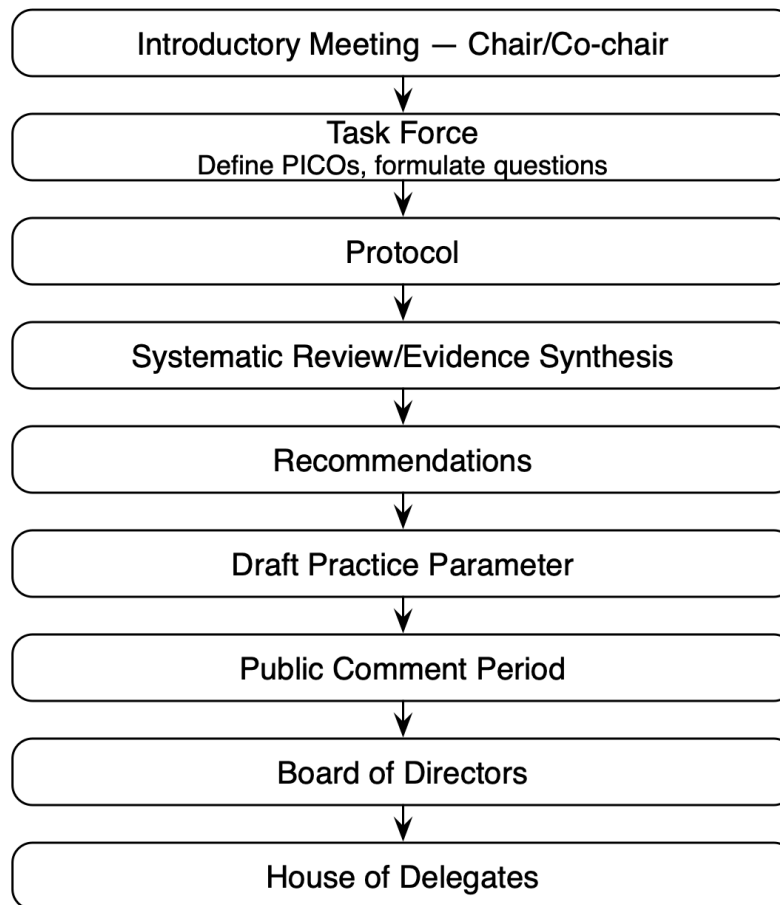 Introductory Meeting — Chair/Co-chair
Task Force
Define PICOs, formulate questions
Protocol
Systematic Review/Evidence Synthesis
Recommendations
Draft Practice Parameter
Public Comment Period
Board of Directors
House of Delegates